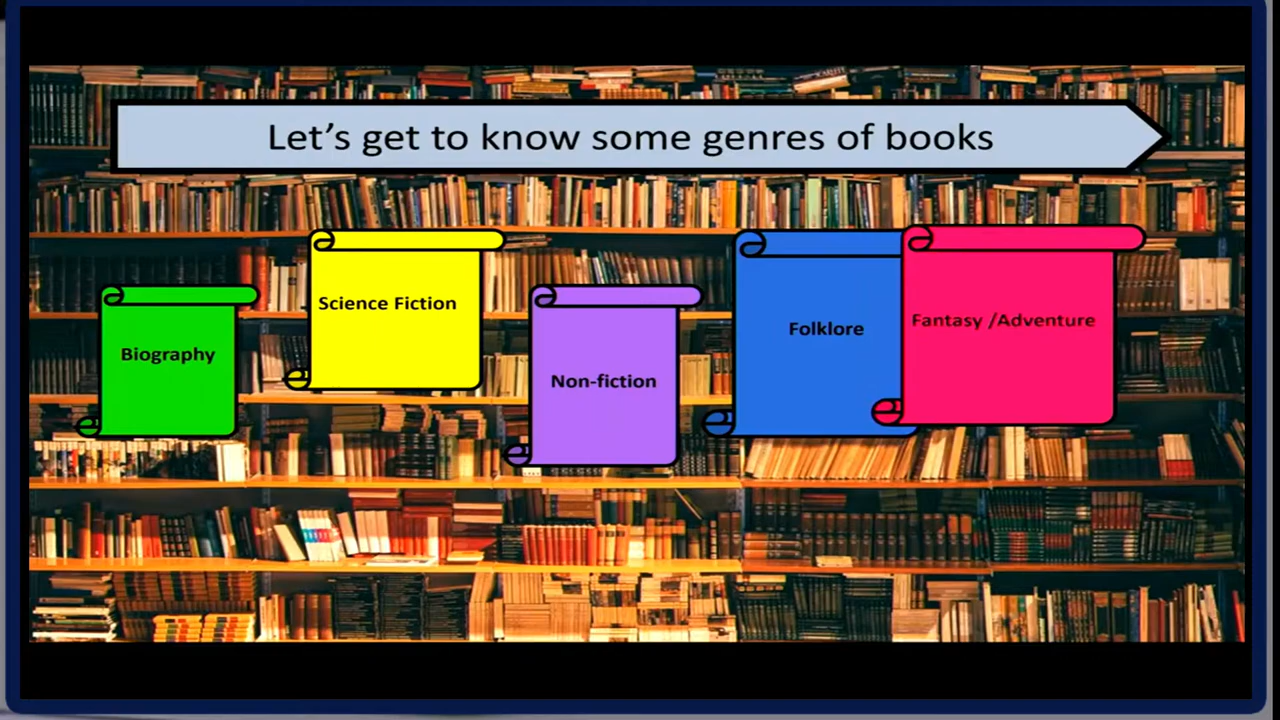 Let's get to know some genres of books
Biography
Science Fiction
Non-fiction
Folklore
Fantasy /Adventure